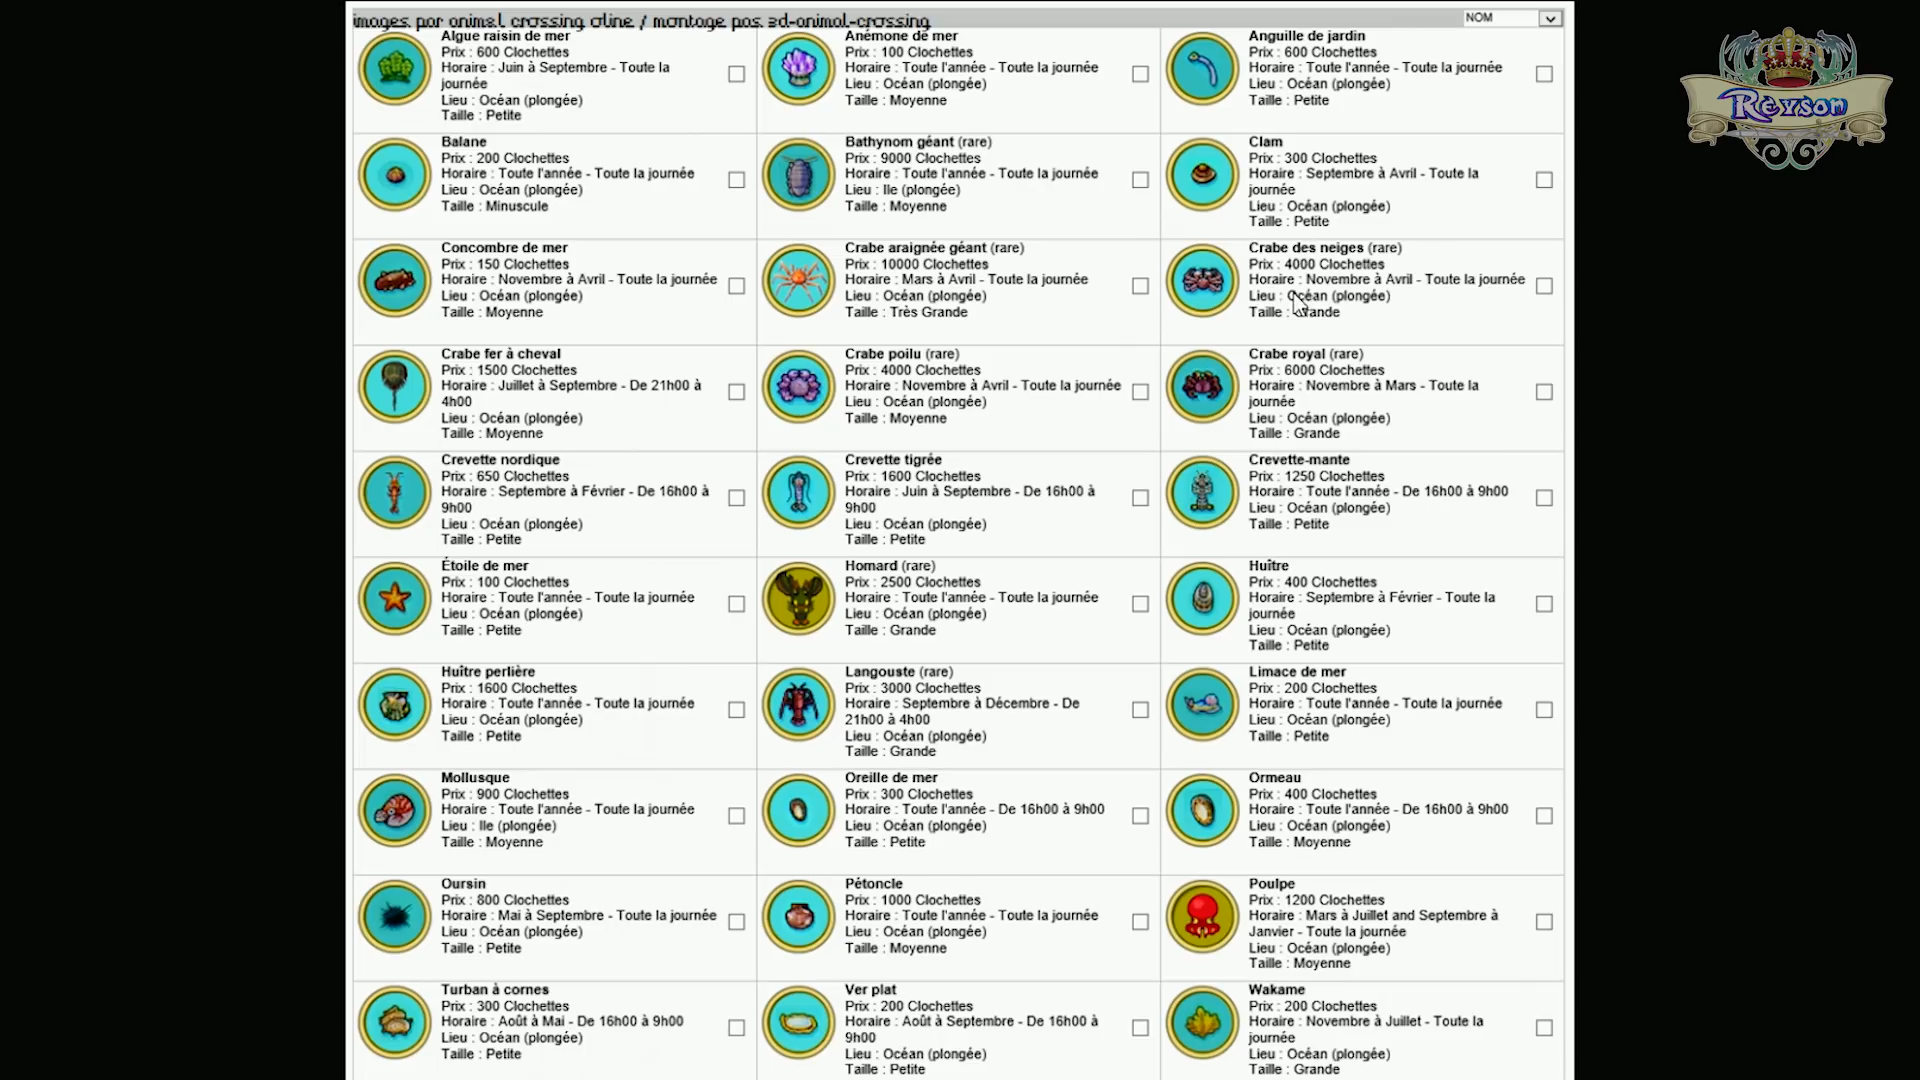 images par animal crossing oline / montage pas 3d-animal-crossing
NOM
Reyson
Algue raisin de mer
Prix : 600 Clochettes
Horaire : Juin à Septembre - Toute la
journée
Lieu : Océan (plongée)
Taille : Petite
Anémone de mer
Prix : 100 Clochettes
Horaire : Toute l'année - Toute la journée
Lieu : Océan (plongée)
Taille : Moyenne
Anguille de jardin
Prix : 600 Clochettes
Horaire : Toute l'année - Toute la journée
Lieu : Océan (plongée)
Taille : Petite
Balane
Prix : 200 Clochettes
Horaire : Toute l'année - Toute la journée
Lieu : Océan (plongée)
Taille : Minuscule
Bathynom géant (rare)
Prix : 9000 Clochettes
Horaire : Toute l'année - Toute la journée
Lieu : Ile (plongée)
Taille : Moyenne
Clam
Prix : 300 Clochettes
Horaire : Septembre à Avril - Toute la
journée
Lieu : Océan (plongée)
Taille : Petite
Concombre de mer
Prix : 150 Clochettes
Horaire : Novembre à Avril - Toute la journée
Lieu : Océan (plongée)
Taille : Moyenne
Crabe araignée géant (rare)
Prix : 10000 Clochettes
Horaire : Mars à Avril - Toute la journée
Lieu : Océan (plongée)
Taille : Très Grande
Crabe des neiges (rare)
Prix : 4000 Clochettes
Horaire : Novembre à Avril - Toute la journée
Lieu : Océan (plongée)
Taille : Grande
Crabe fer à cheval
Prix : 1500 Clochettes
Horaire : Juillet à Septembre - De 21h00 à
4h00
Lieu : Océan (plongée)
Taille : Moyenne
Crabe poilu (rare)
Prix : 4000 Clochettes
Horaire : Novembre à Avril - Toute la journée
Lieu : Océan (plongée)
Taille : Moyenne
Crabe royal (rare)
Prix : 6000 Clochettes
Horaire : Novembre à Mars - Toute la
journée
Lieu : Océan (plongée)
Taille : Grande
Crevette nordique
Prix : 650 Clochettes
Horaire : Septembre à Février - De 16h00 à
9h00
Lieu : Océan (plongée)
Taille : Petite
Crevette tigrée
Prix : 1600 Clochettes
Horaire : Juin à Septembre - De 16h00 à
9h00
Lieu : Océan (plongée)
Taille : Petite
Crevette-mante
Prix : 1250 Clochettes
Horaire : Toute l'année - De 16h00 à 9h00
Lieu : Océan (plongée)
Taille : Petite
Étoile de mer
Prix : 100 Clochettes
Horaire : Toute l'année - Toute la journée
Lieu : Océan (plongée)
Taille : Petite
Homard (rare)
Prix : 2500 Clochettes
Horaire : Toute l'année - Toute la journée
Lieu : Océan (plongée)
Taille : Grande
Huître
Prix : 400 Clochettes
Horaire : Septembre à Février - Toute la
journée
Lieu : Océan (plongée)
Taille : Petite
Huître perlière
Prix : 1600 Clochettes
Horaire : Toute l'année - Toute la journée
Lieu : Océan (plongée)
Taille : Petite
Langouste (rare)
Prix : 3000 Clochettes
Horaire : Septembre à Décembre - De
21h00 à 4h00
Lieu : Océan (plongée)
Taille : Grande
Limace de mer
Prix : 200 Clochettes
Horaire : Toute l'année - Toute la journée
Lieu : Océan (plongée)
Taille : Petite
Mollusque
Prix : 900 Clochettes
Horaire : Toute l'année - Toute la journée
Lieu : Ile (plongée)
Taille : Moyenne
Oreille de mer
Prix : 300 Clochettes
Horaire : Toute l'année - De 16h00 à 9h00
Lieu : Océan (plongée)
Taille : Petite
Ormeau
Prix : 400 Clochettes
Horaire : Toute l'année - De 16h00 à 9h00
Lieu : Océan (plongée)
Taille : Moyenne
Oursin
Prix : 800 Clochettes
Horaire : Mai à Septembre - Toute la journée
Lieu : Océan (plongée)
Taille : Petite
Pétoncle
Prix : 1000 Clochettes
Horaire : Toute l'année - Toute la journée
Lieu : Océan (plongée)
Taille : Moyenne
Poulpe
Prix : 1200 Clochettes
Horaire : Mars à Juillet and Septembre à
Janvier - Toute la journée
Lieu : Océan (plongée)
Taille : Moyenne
Turban à cornes
Prix : 300 Clochettes
Horaire : Août à Mai - De 16h00 à 9h00
Lieu : Océan (plongée)
Taille : Petite
Ver plat
Prix : 200 Clochettes
Horaire : Août à Septembre - De 16h00 à
9h00
Lieu : Océan (plongée)
Taille : Petite
Wakame
Prix : 200 Clochettes
Horaire : Novembre à Juillet - Toute la
journée
Lieu : Océan (plongée)
Taille : Grande